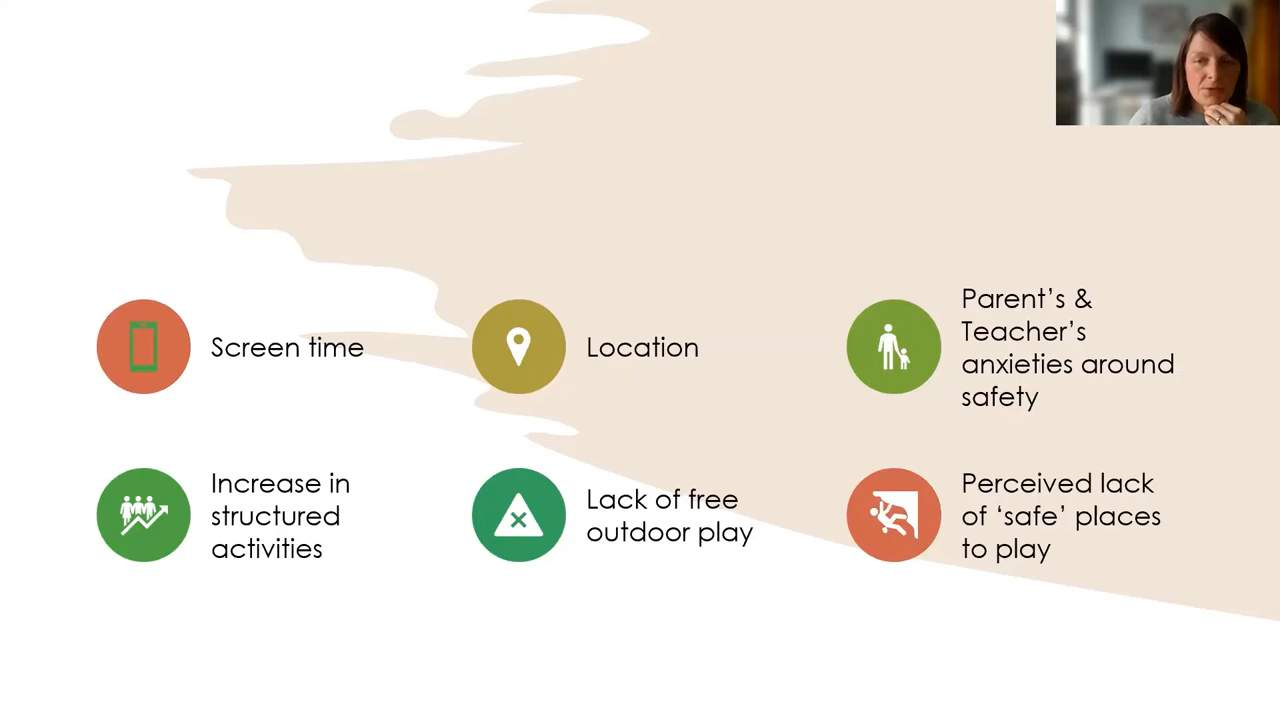 Screen time
Location
Parent's &
Teacher's
anxieties around
safety
Increase in
structured
activities
Lack of free
outdoor play
Perceived lack
of ‘safe’ places
to play